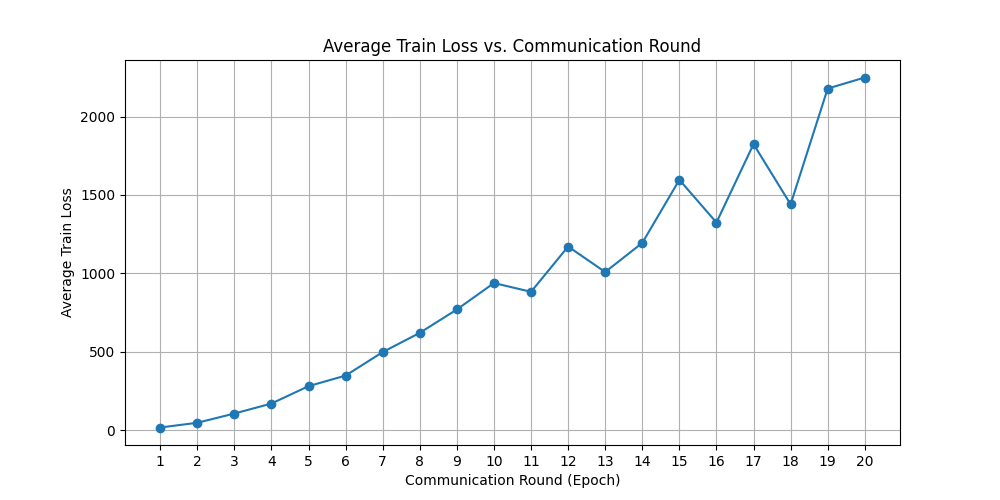 Average Train Loss vs. Communication Round
Average Train Loss
2000
1500
1000
500
0
1 2 3 4 5 6 7 8 9 10 11 12 13 14 15 16 17 18 19 20
Communication Round (Epoch)